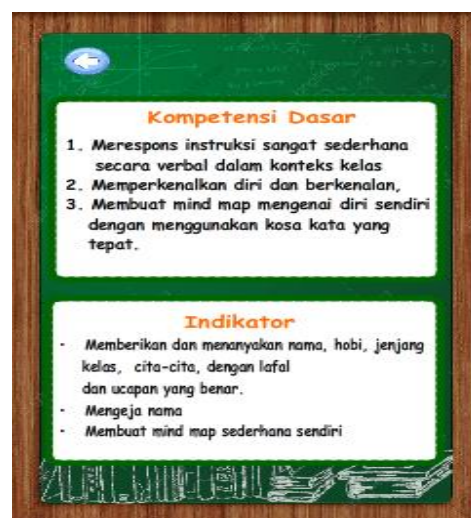 Kompetensi Dasar
1. Merespons instruksi sangat sederhana
secara verbal dalam konteks kelas
2. Memperkenalkan diri dan berkenalan,
3. Membuat mind map mengenai diri sendiri
dengan menggunakan kosa kata yang
tepat.
Indikator
- Memberikan dan menanyakan nama, hobi, jenjang
kelas, cita-cita, dengan lafal
dan ucapan yang benar.
- Mengeja nama
- Membuat mind map sederhana sendiri